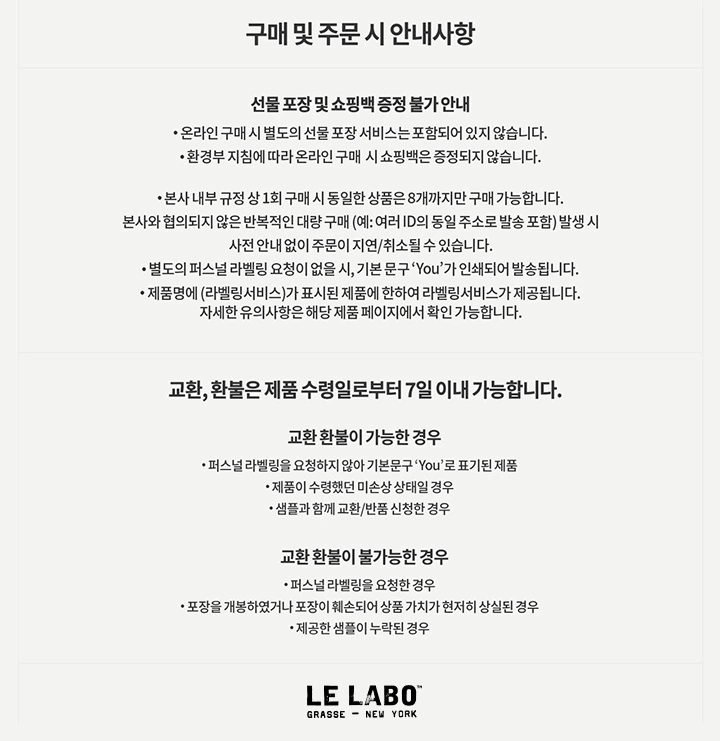 구매 및 주문 시 안내사항
선물 포장 및 쇼핑백 증정 불가 안내
• 온라인 구매 시 별도의 선물 포장 서비스는 포함되어 있지 않습니다.
• 환경부 지침에 따라 온라인 구매 시 쇼핑백은 증정되지 않습니다.
• 본사 내부 규정 상 1회 구매 시 동일한 상품은 8개까지만 구매 가능합니다.
본사와 협의되지 않은 반복적인 대량 구매 (예: 여러 ID의 동일 주소로 발송 포함) 발생 시
사전 안내 없이 주문이 지연/취소될 수 있습니다.
• 별도의 퍼스널 라벨링 요청이 없을 시, 기본 문구 ‘You’가 인쇄되어 발송됩니다.
• 제품명에 (라벨링서비스)가 표시된 제품에 한하여 라벨링서비스가 제공됩니다.
자세한 유의사항은 해당 제품 페이지에서 확인 가능합니다.
교환, 환불은 제품 수령일로부터 7일 이내 가능합니다.
교환 환불이 가능한 경우
• 퍼스널 라벨링을 요청하지 않아 기본문구 ‘You’로 표기된 제품
• 제품이 수령했던 미손상 상태일 경우
• 샘플과 함께 교환/반품 신청한 경우
교환 환불이 불가능한 경우
• 퍼스널 라벨링을 요청한 경우
• 포장을 개봉하였거나 포장이 훼손되어 상품 가치가 현저히 상실된 경우
• 제공한 샘플이 누락된 경우
LE LABO™
GRASSE — NEW YORK